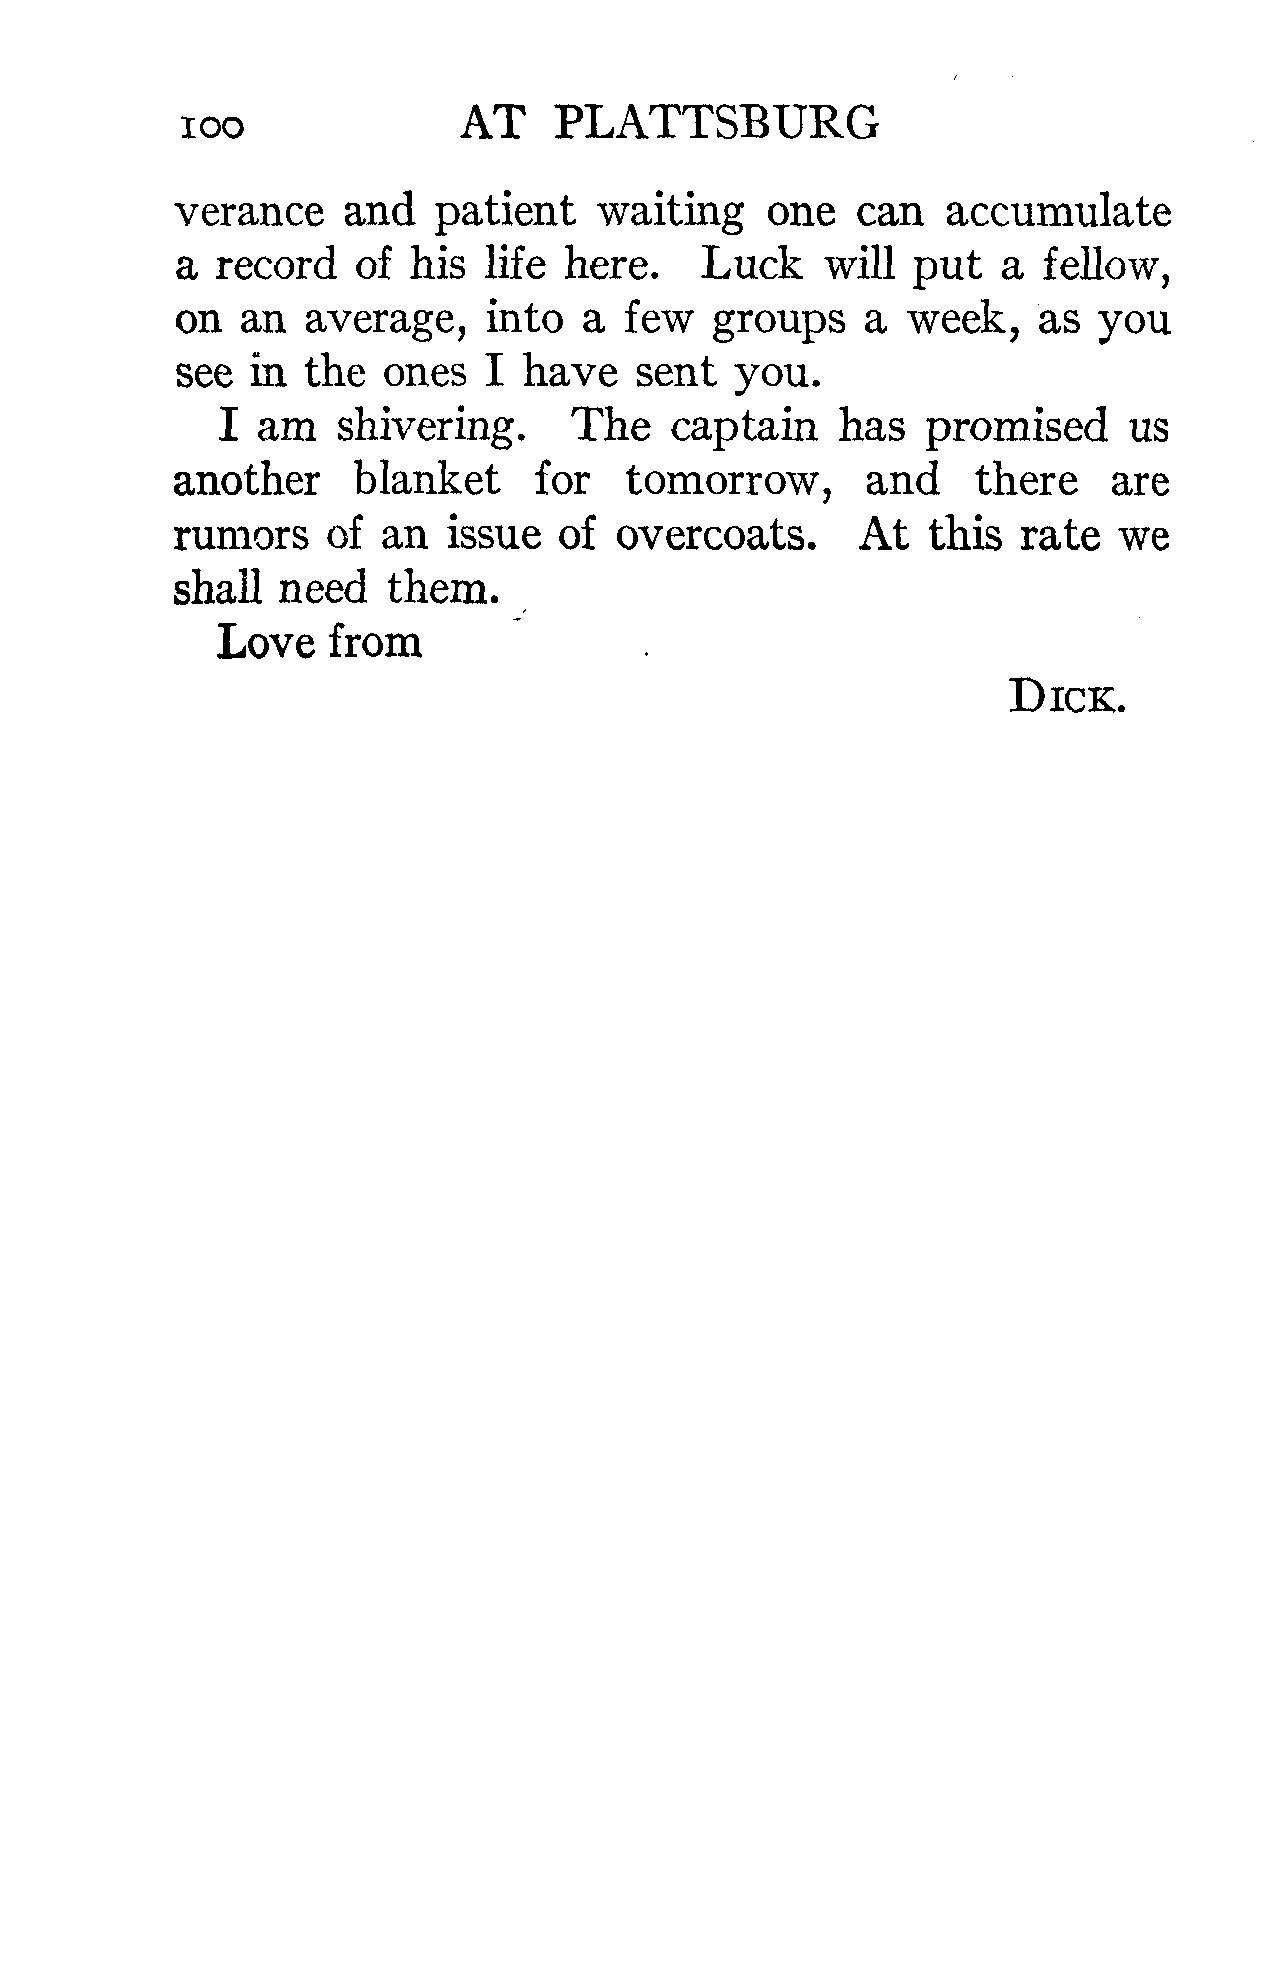 100 AT PLATTSBURG
verance and patient waiting one can accumulate
a record of his life here. Luck will put a fellow,
on an average, into a few groups a week, as you
see in the ones I have sent you.
I am shivering. The captain has promised us
another blanket for tomorrow, and there are
rumors of an issue of overcoats. At this rate we
shall need them.
Love from
DICK.